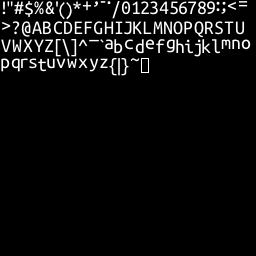 !"#$%&'()*+,-./0123456789:;<=
>?@ABCDEFGHIJKLMNOPQRSTU
VWXYZ[\]^_`abcdefghijklmno
pqrstuvwxyz{|}~□